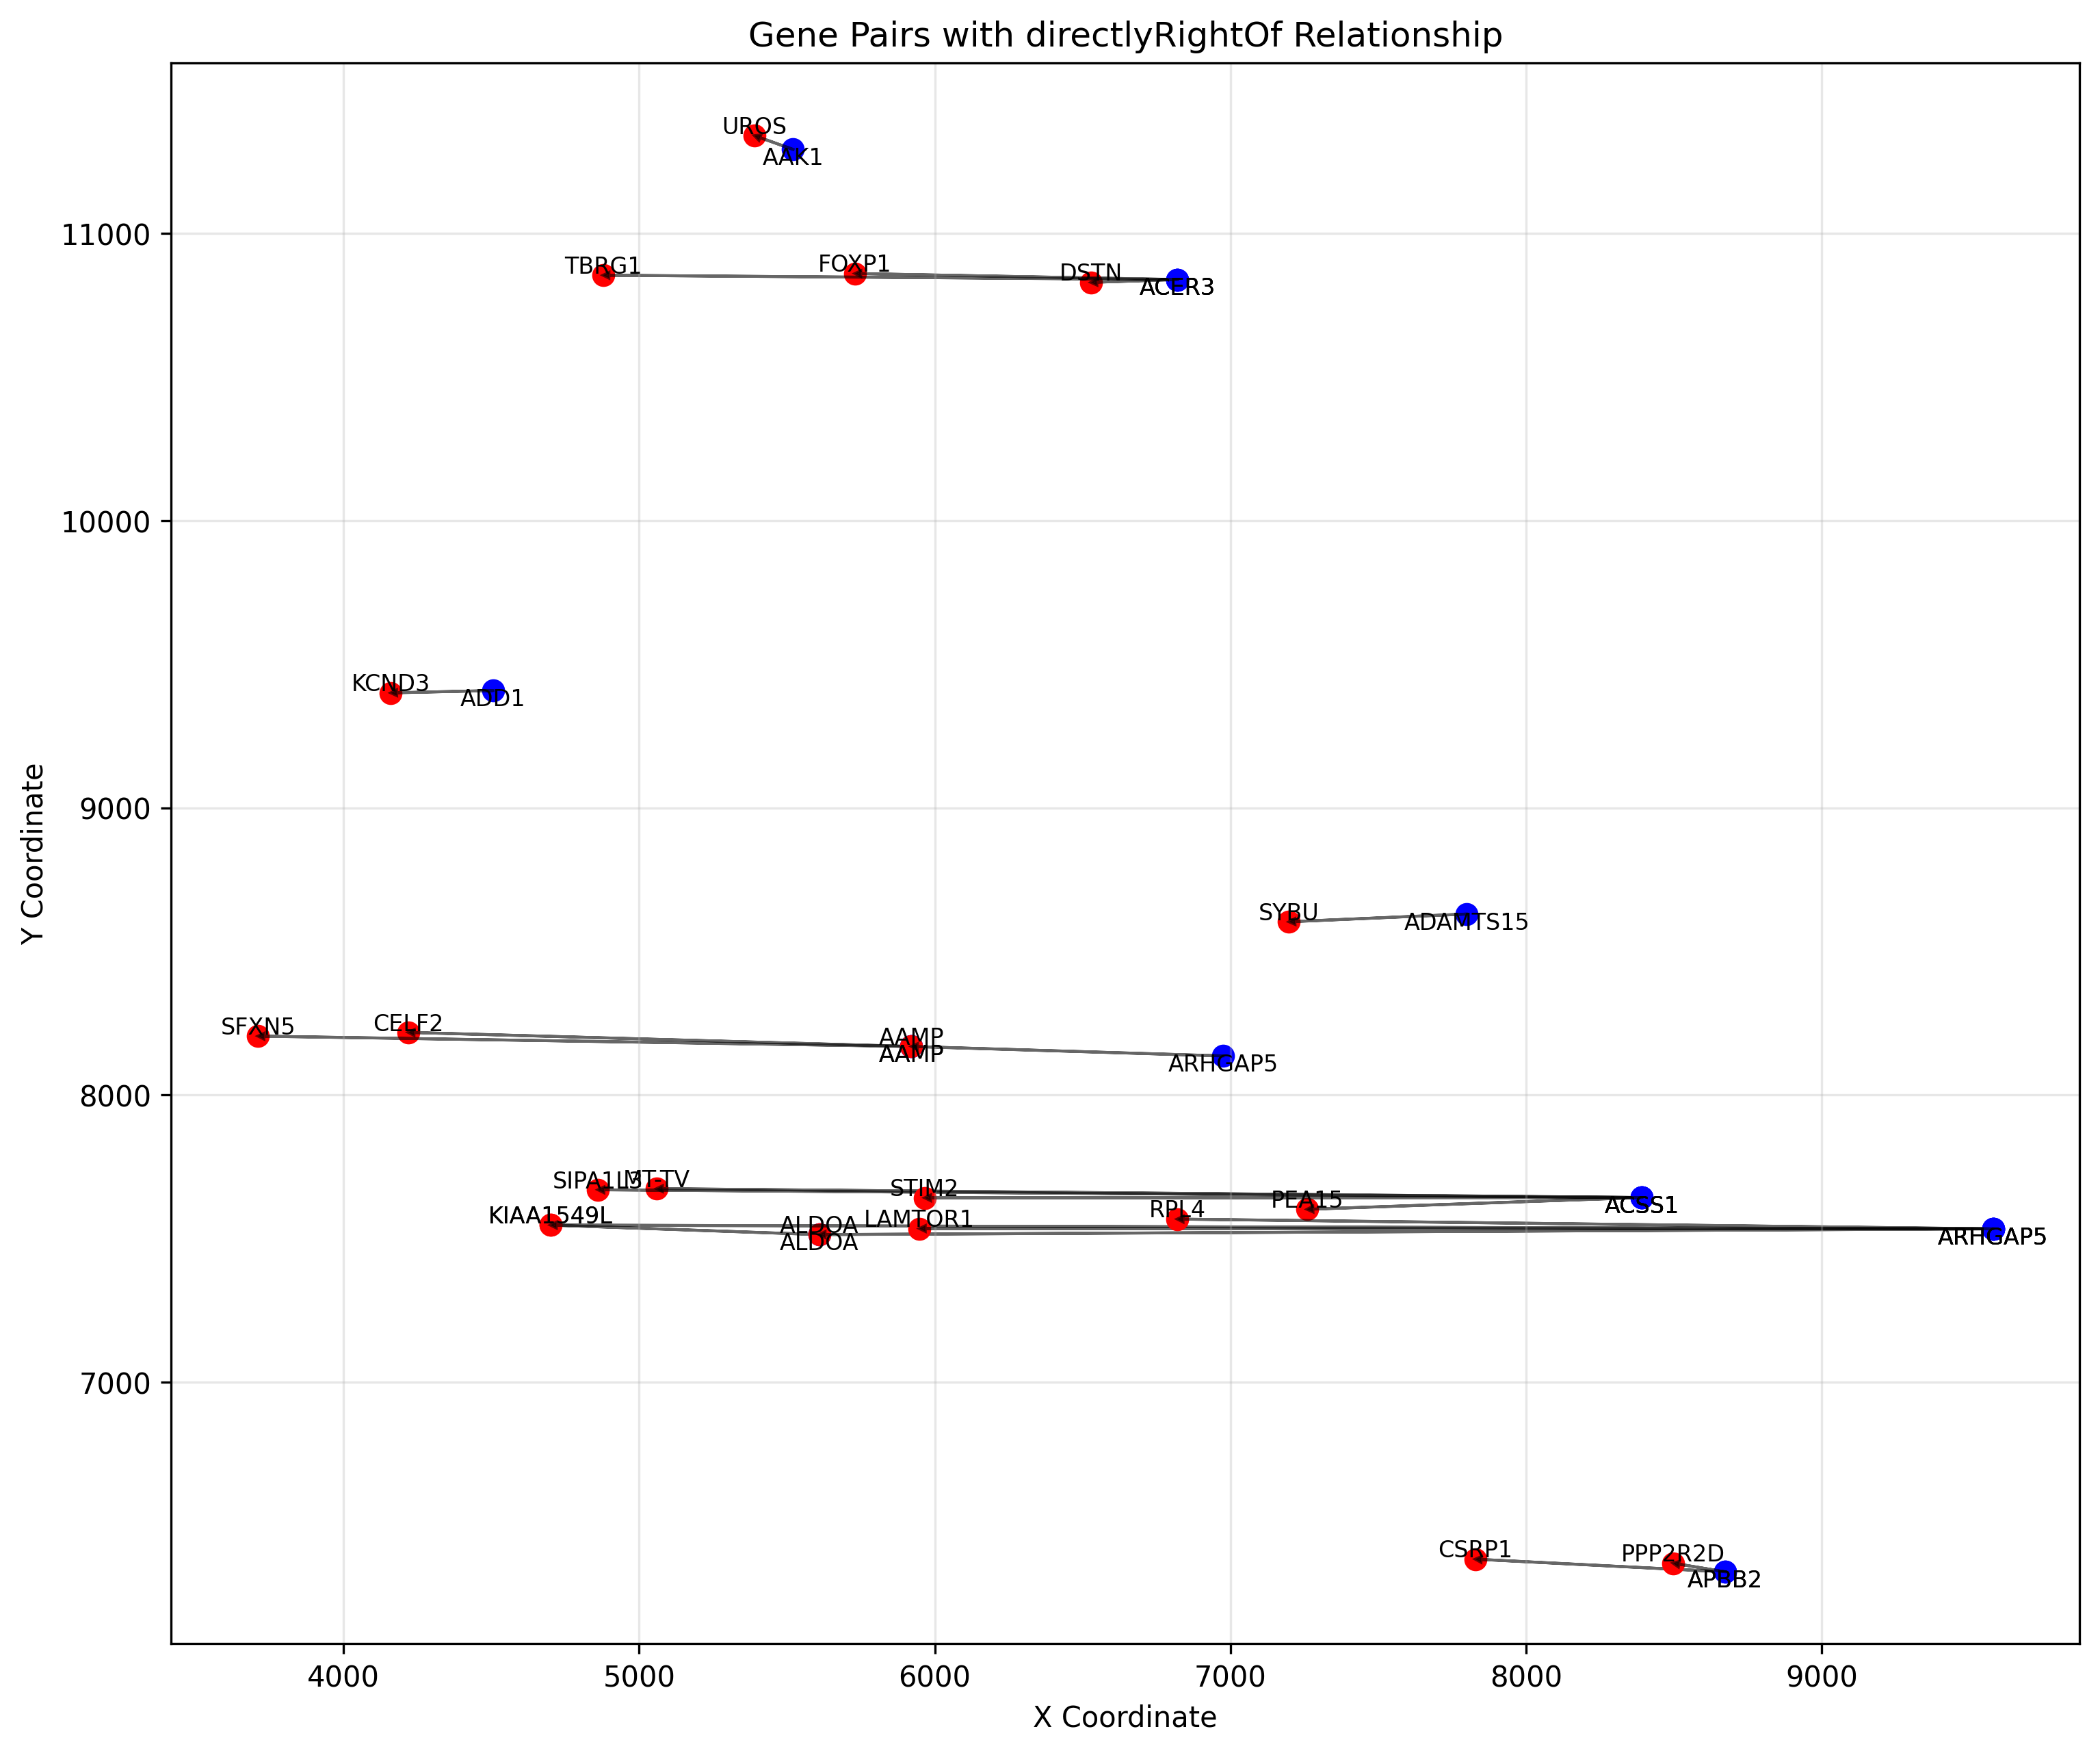 Gene Pairs with directlyRightOf Relationship
UROS
AAK1
11000
TBRG1
FOXP1
DSTN
ACER3
10000
KCND3
ADD1
9000
SYBU
ADAMTS15
SFXN5
CELF2
AAMP
AAMP
ARHGAP5
8000
SIPA1L3
MT-TV
STIM2
PEA15
ACSS1
RPL4
KIAA1549L
ALDOA
LAMTOR1
ALDOA
ARHGAP5
7000
CSRP1
PPP2R2D
APBB2
Y Coordinate
4000 5000 6000 7000 8000 9000
X Coordinate